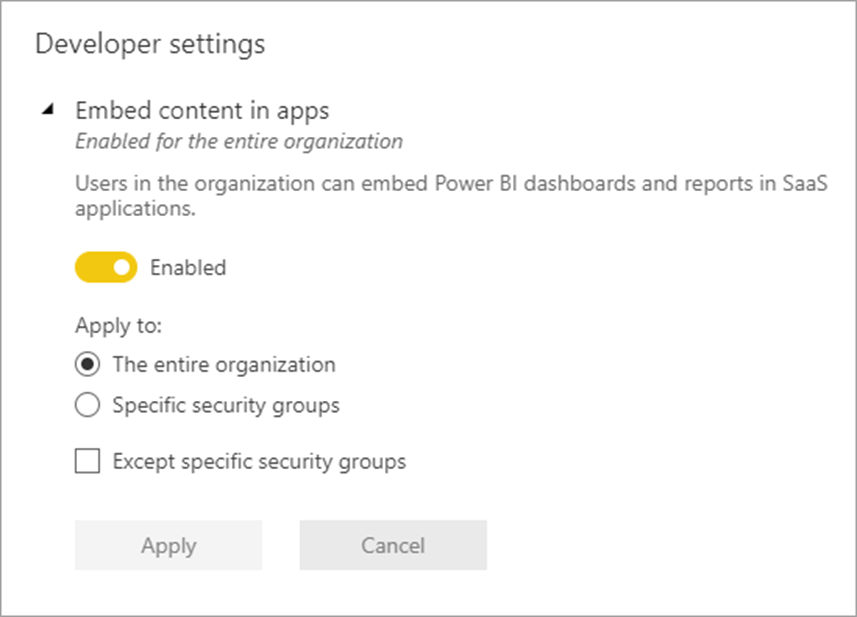 Developer settings
Embed content in apps
Enabled for the entire organization
Users in the organization can embed Power BI dashboards and reports in SaaS
applications.
Enabled
Apply to:
The entire organization
Specific security groups
Except specific security groups
Apply
Cancel